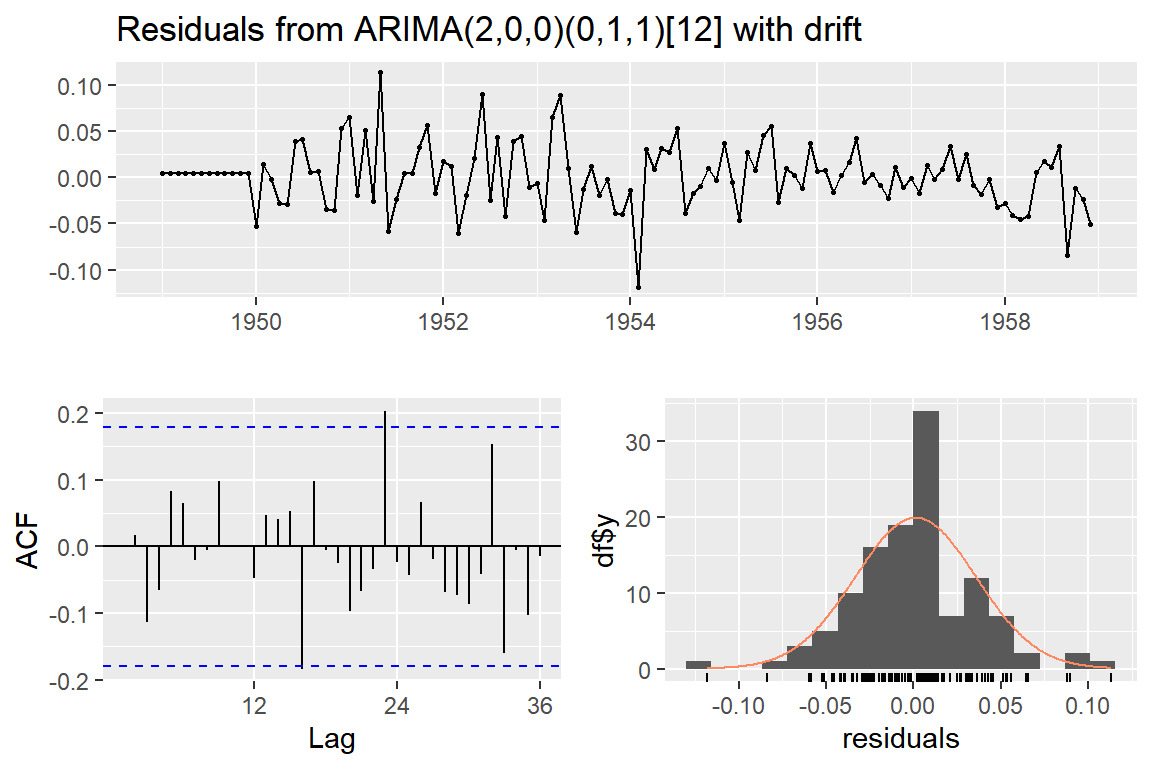 Residuals from ARIMA(2,0,0)(0,1,1)[12] with drift
0.10
0.05
0.00
-0.05
-0.10
1950 1952 1954 1956 1958
0.2
0.1
0.0
-0.1
-0.2
ACF
12 24 36
Lag
30
20
10
0
df$y
-0.10 -0.05 0.00 0.05 0.10
residuals